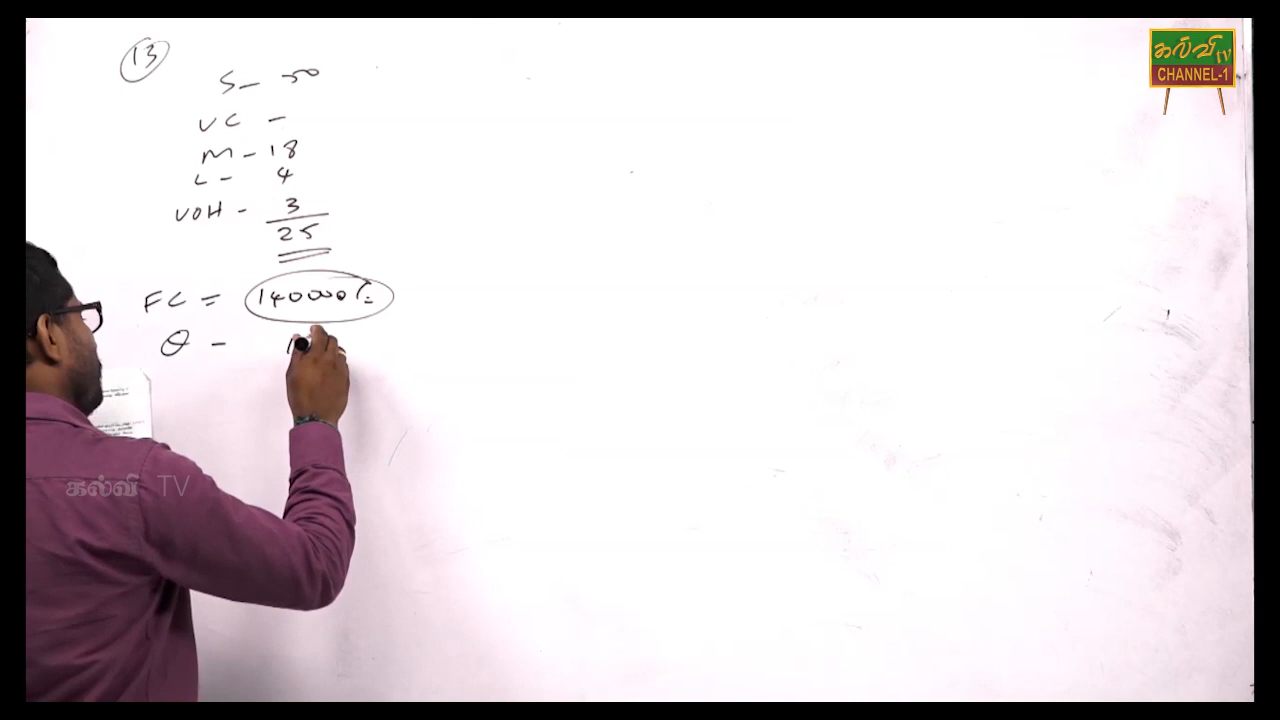 13
S - 50
VC -
M - 18
L - 4
VOH - 3
25
FC = 140000/-
Q -
கல்வி TV
CHANNEL-1
கல்வி TV